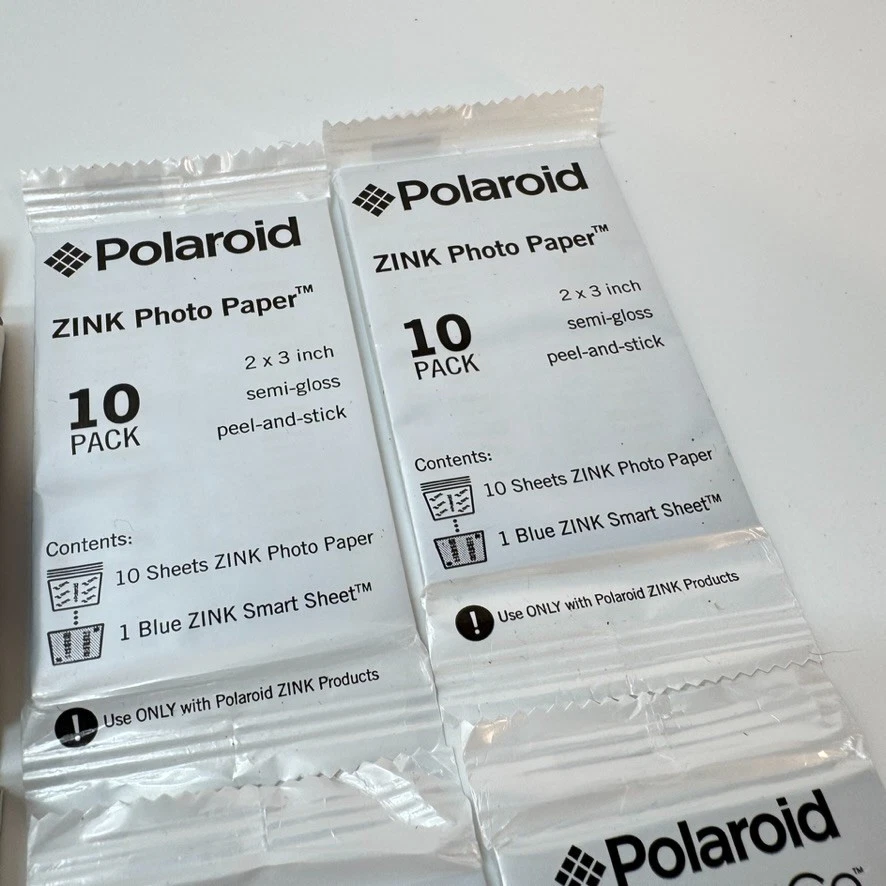 Polaroid
ZINK Photo Paper™
10
PACK
2 x 3 inch
semi-gloss
peel-and-stick
Contents:
10 Sheets ZINK Photo Paper
1 Blue ZINK Smart Sheet™
! Use ONLY with Polaroid ZINK Products
Polaroid
ZINK Photo Paper™
10
PACK
2 x 3 inch
semi-gloss
peel-and-stick
Contents:
10 Sheets ZINK Photo Paper
1 Blue ZINK Smart Sheet™
! Use ONLY with Polaroid ZINK Products
Polaroid